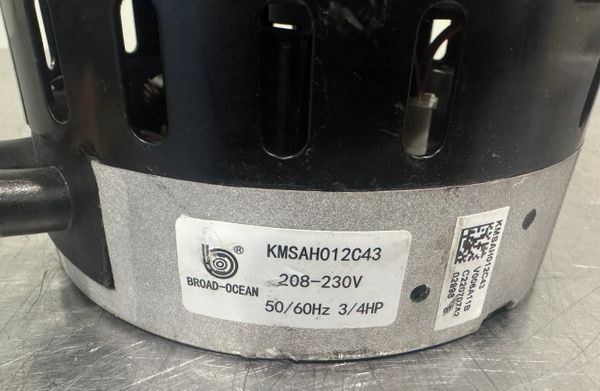 ®
BROAD-OCEAN
KMSAH012C43
208-230V
50/60Hz 3/4HP
KMSAH012C43